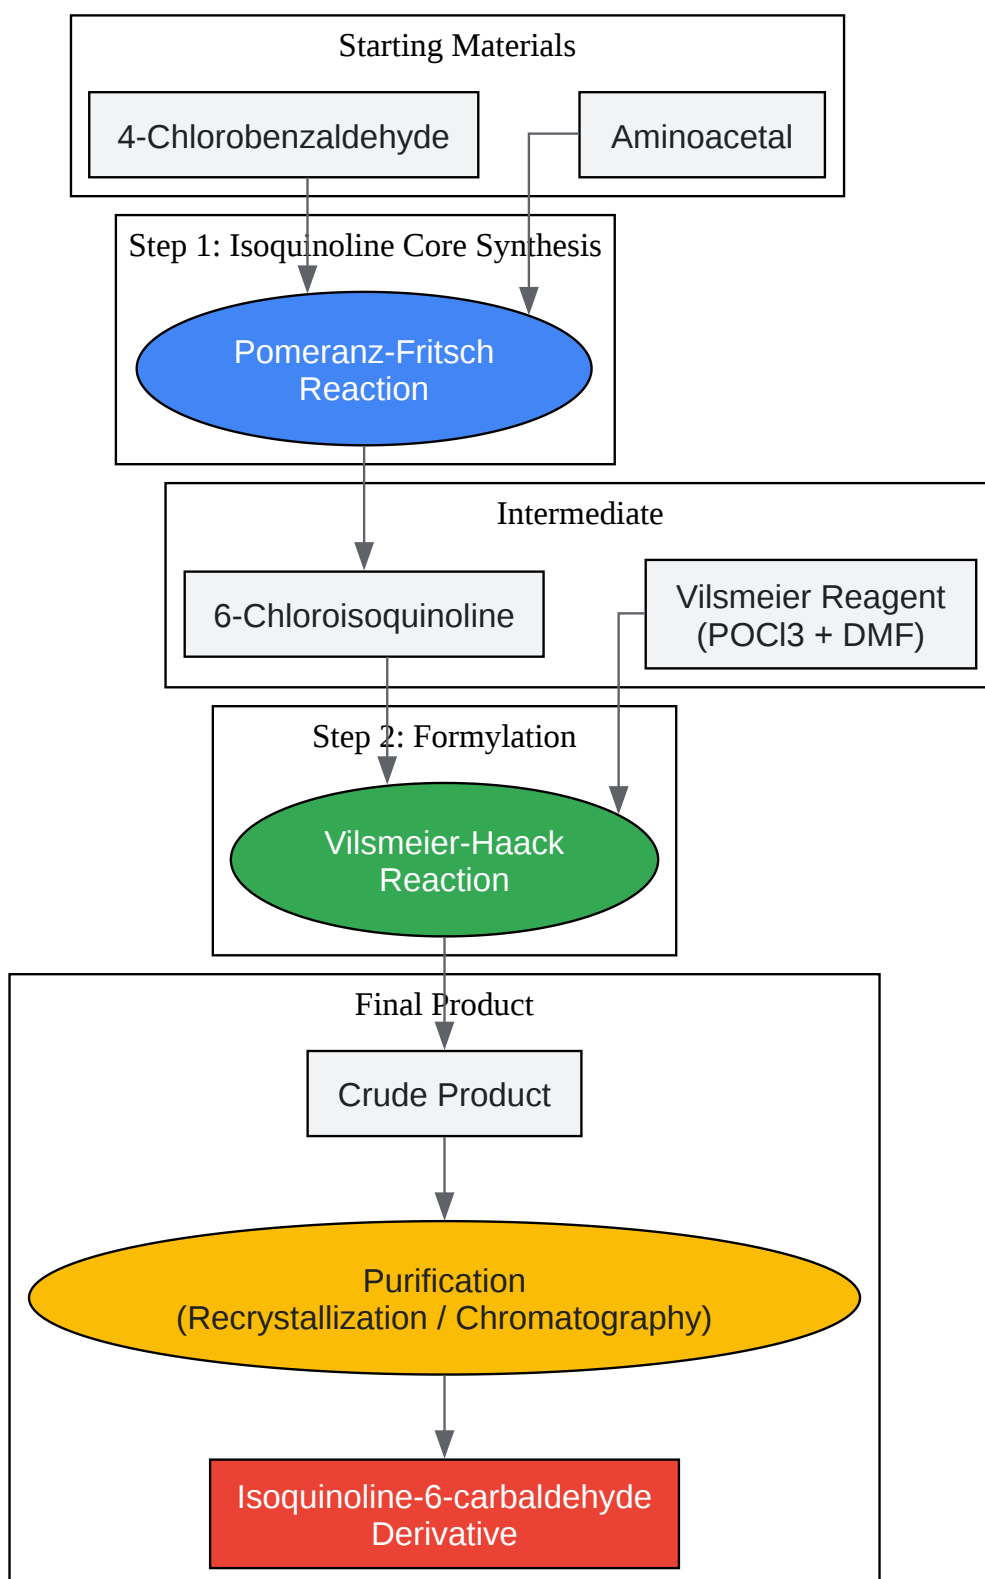 Starting Materials
4-Chlorobenzaldehyde
Aminoacetal
Step 1: Isoquinoline Core Synthesis
Pomeranz-Fritsch
Reaction
Intermediate
6-Chloroisoquinoline
Vilsmeier Reagent
(POCl3 + DMF)
Step 2: Formylation
Vilsmeier-Haack
Reaction
Final Product
Crude Product
Purification
(Recrystallization / Chromatography)
Isoquinoline-6-carbaldehyde
Derivative